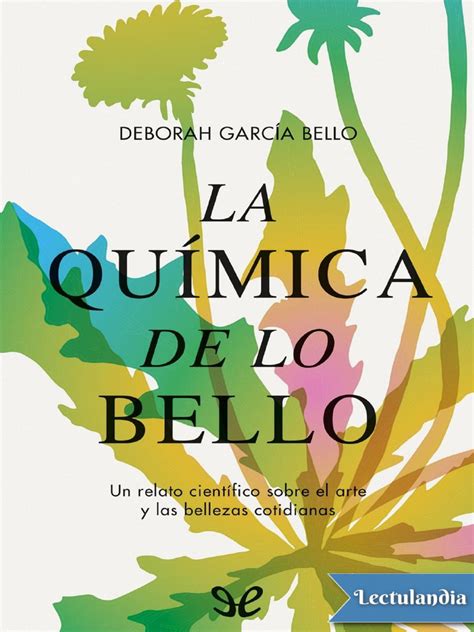 DEBORAH GARCÍA BELLO
LA
QUÍMICA
DE LO
BELLO
Un relato científico sobre el arte
y las bellezas cotidianas
Lectulandia